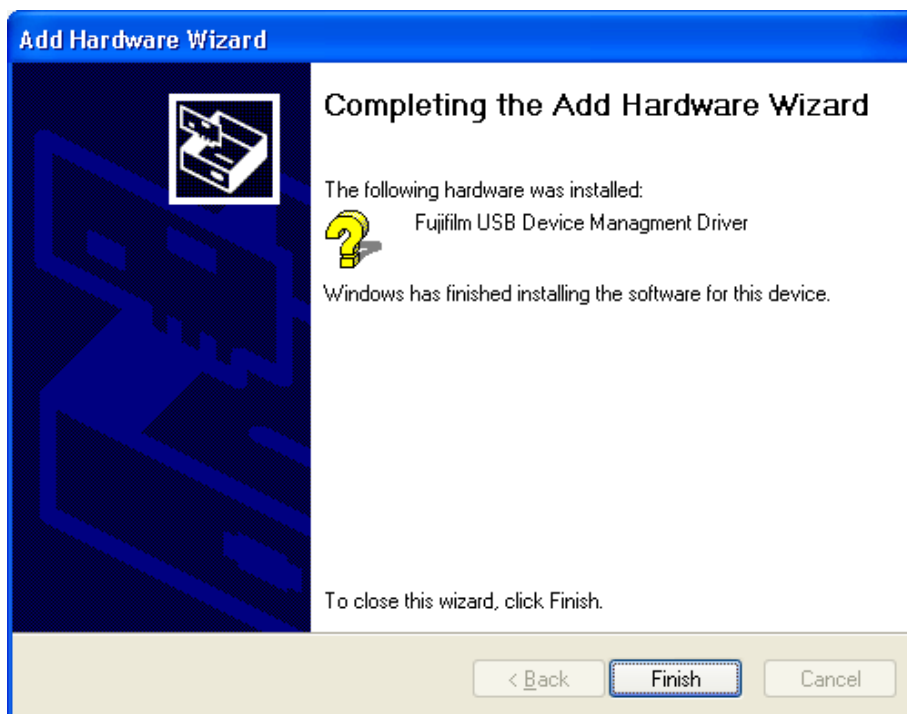 Add Hardware Wizard
Completing the Add Hardware Wizard
The following hardware was installed:
Fujifilm USB Device Managment Driver
Windows has finished installing the software for this device.
To close this wizard, click Finish.
< Back Finish Cancel